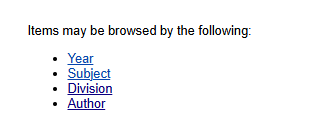 Items may be browsed by the following:
• Year
• Subject
• Division
• Author